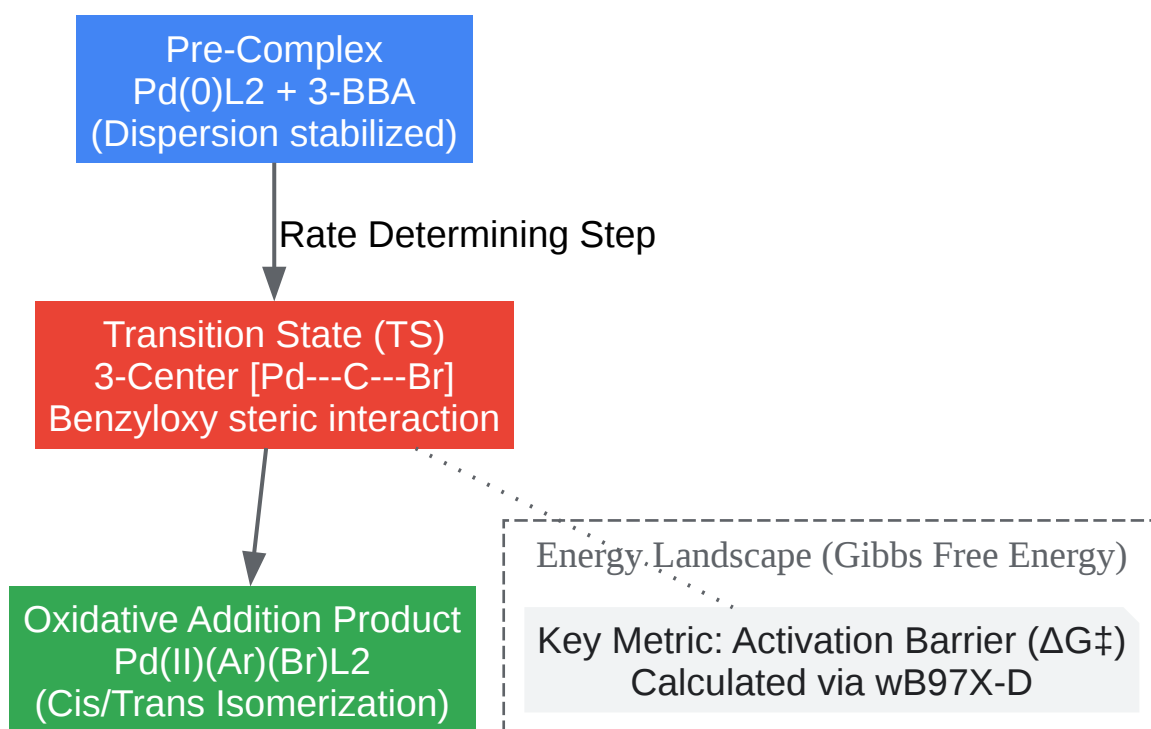 Pre-Complex
Pd(0)L2 + 3-BBA
(Dispersion stabilized)
Rate Determining Step
Transition State (TS)
3-Center [Pd---C---Br]
Benzyloxy steric interaction
Energy Landscape (Gibbs Free Energy)
Oxidative Addition Product
Pd(II)(Ar)(Br)L2
(Cis/Trans Isomerization)
Key Metric: Activation Barrier (ΔG‡)
Calculated via wB97X-D